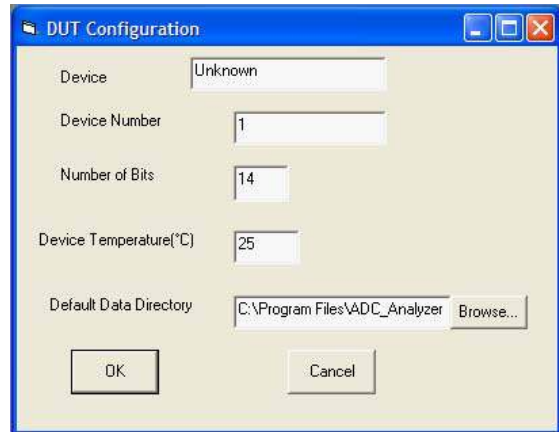 DUT Configuration
Device Unknown
Device Number 1
Number of Bits 14
Device Temperature(°C) 25
Default Data Directory C:\Program Files\ADC_Analyzer Browse...
OK Cancel